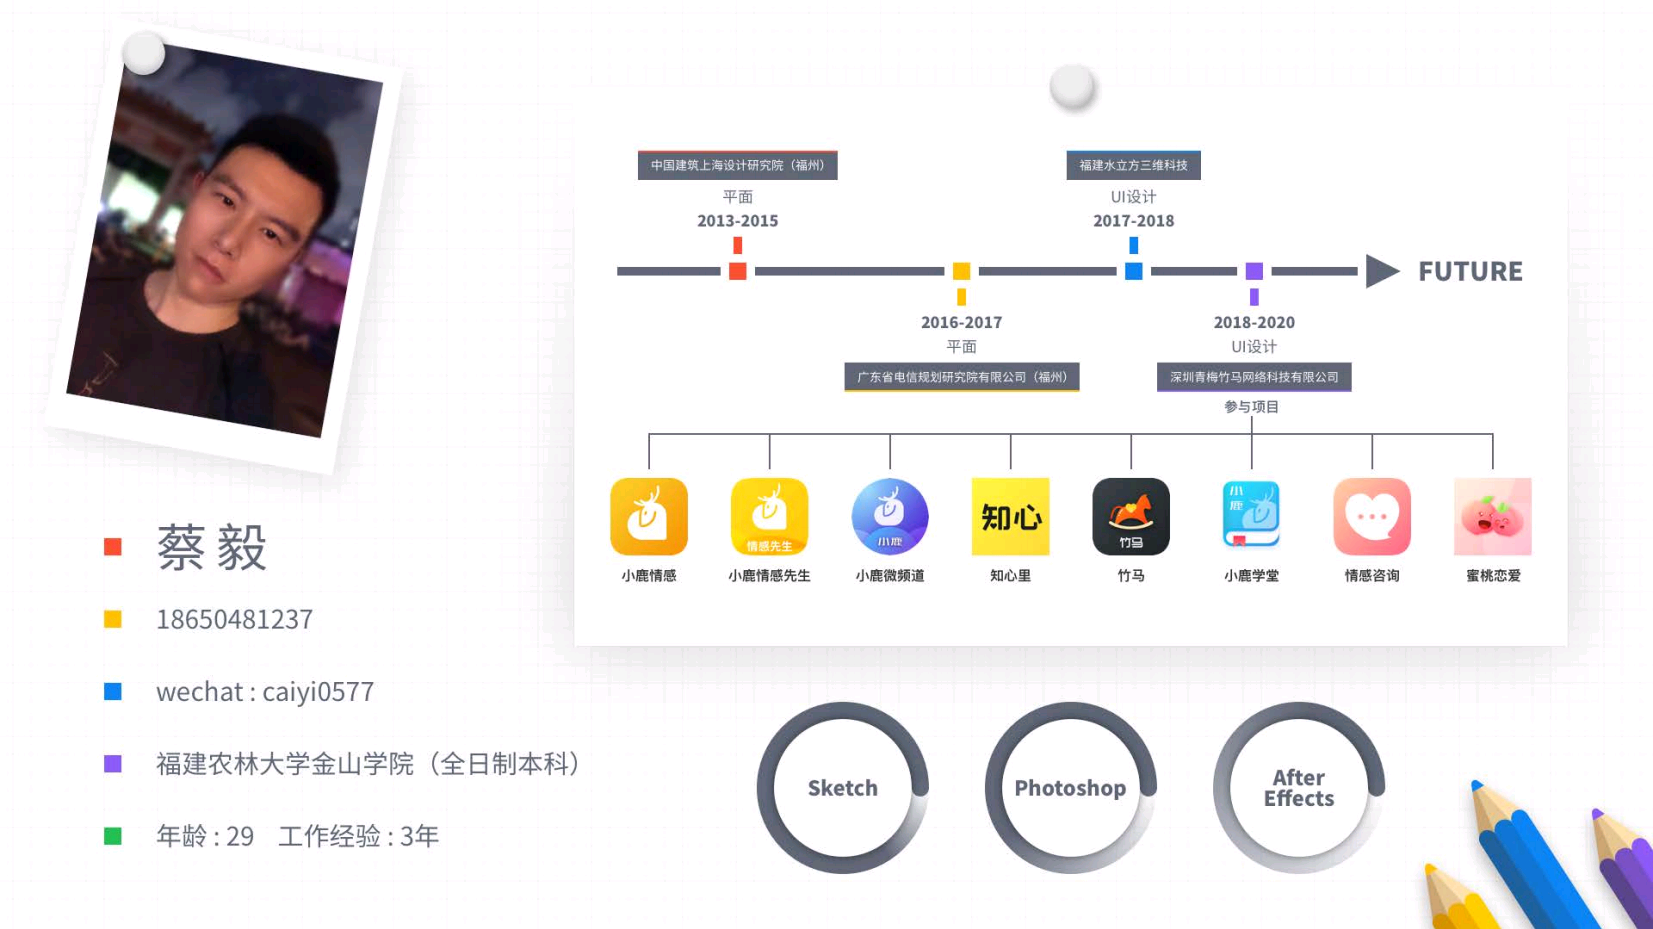 中国建筑上海设计研究院（福州）
平面
2013-2015
福建水立方三维科技
UI设计
2017-2018
FUTURE
2016-2017
平面
广东省电信规划研究院有限公司（福州）
2018-2020
UI设计
深圳青梅竹马网络科技有限公司
参与项目
情感先生
小鹿
知心
竹马
小鹿
小鹿情感
小鹿情感先生
小鹿微频道
知心里
竹马
小鹿学堂
情感咨询
蜜桃恋爱
蔡毅
18650481237
wechat : caiyi0577
福建农林大学金山学院（全日制本科）
年龄 : 29 工作经验 : 3年
Sketch
Photoshop
After
Effects